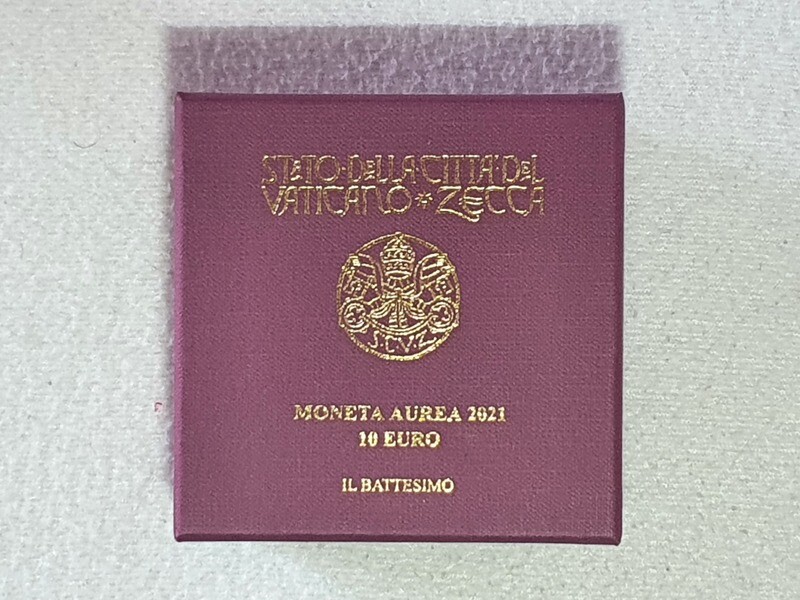 STATO·DELLA CITTA' DEL
VATICANO * ZECCA
S.C.V.Z.
MONETA AUREA 2021
10 EURO
IL BATTESIMO